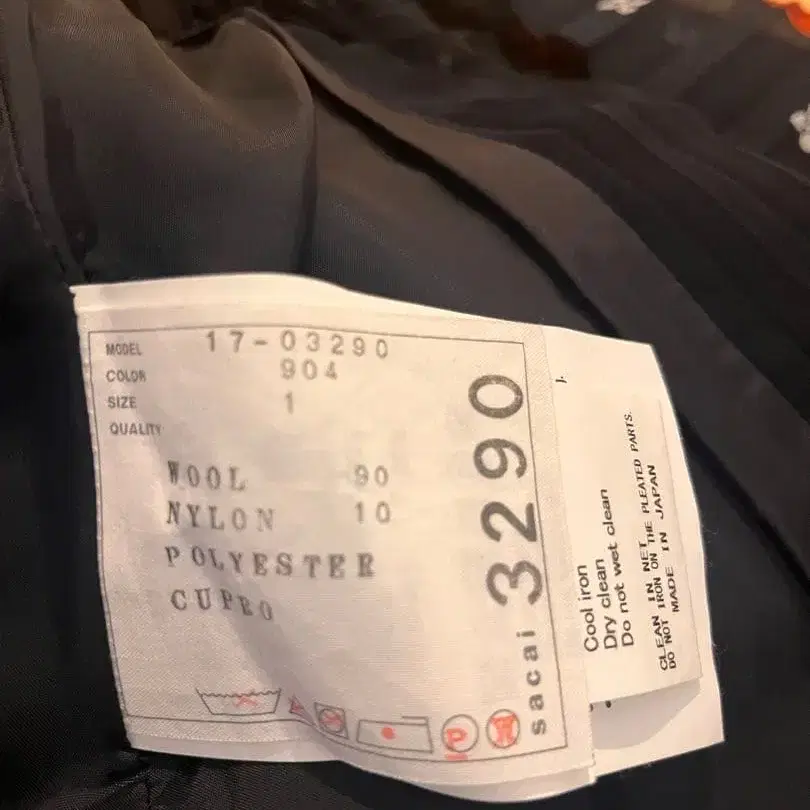 MODEL 17-03290
COLOR 904
SIZE 1
QUALITY
WOOL 90
NYLON 10
POLYESTER
CUPRO
P
sacai 3290
Cool iron
Dry clean
Do not wet clean
CLEAN IN NET
DO NOT IRON ON THE PLEATED PARTS.
MADE IN JAPAN